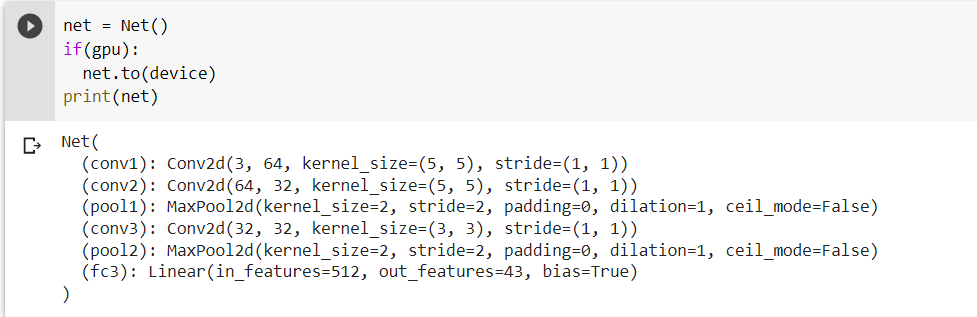 net = Net()
if(gpu):
  net.to(device)
print(net)
Net(
  (conv1): Conv2d(3, 64, kernel_size=(5, 5), stride=(1, 1))
  (conv2): Conv2d(64, 32, kernel_size=(5, 5), stride=(1, 1))
  (pool1): MaxPool2d(kernel_size=2, stride=2, padding=0, dilation=1, ceil_mode=False)
  (conv3): Conv2d(32, 32, kernel_size=(3, 3), stride=(1, 1))
  (pool2): MaxPool2d(kernel_size=2, stride=2, padding=0, dilation=1, ceil_mode=False)
  (fc3): Linear(in_features=512, out_features=43, bias=True)
)